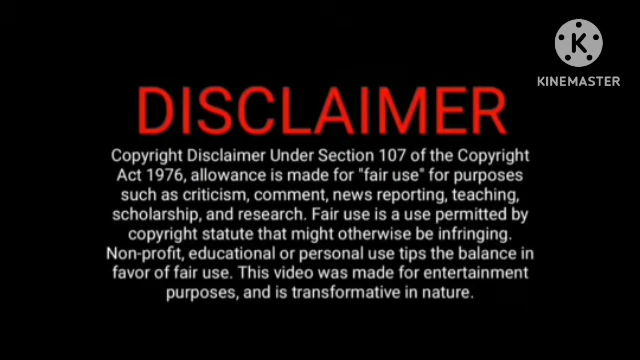 K
KINEMASTER
DISCLAIMER
Copyright Disclaimer Under Section 107 of the Copyright
Act 1976, allowance is made for "fair use" for purposes
such as criticism, comment, news reporting, teaching,
scholarship, and research. Fair use is a use permitted by
copyright statute that might otherwise be infringing.
Non-profit, educational or personal use tips the balance in
favor of fair use. This video was made for entertainment
purposes, and is transformative in nature.